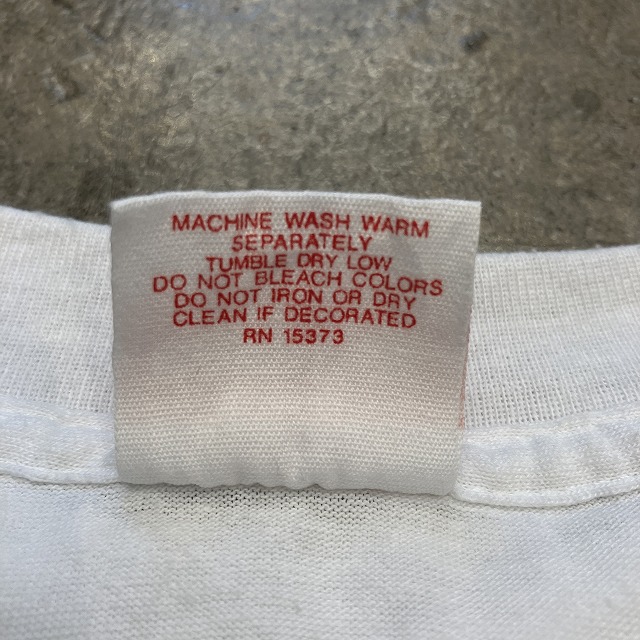 MACHINE WASH WARM
SEPARATELY
TUMBLE DRY LOW
DO NOT BLEACH COLORS
DO NOT IRON OR DRY
CLEAN IF DECORATED
RN 15373